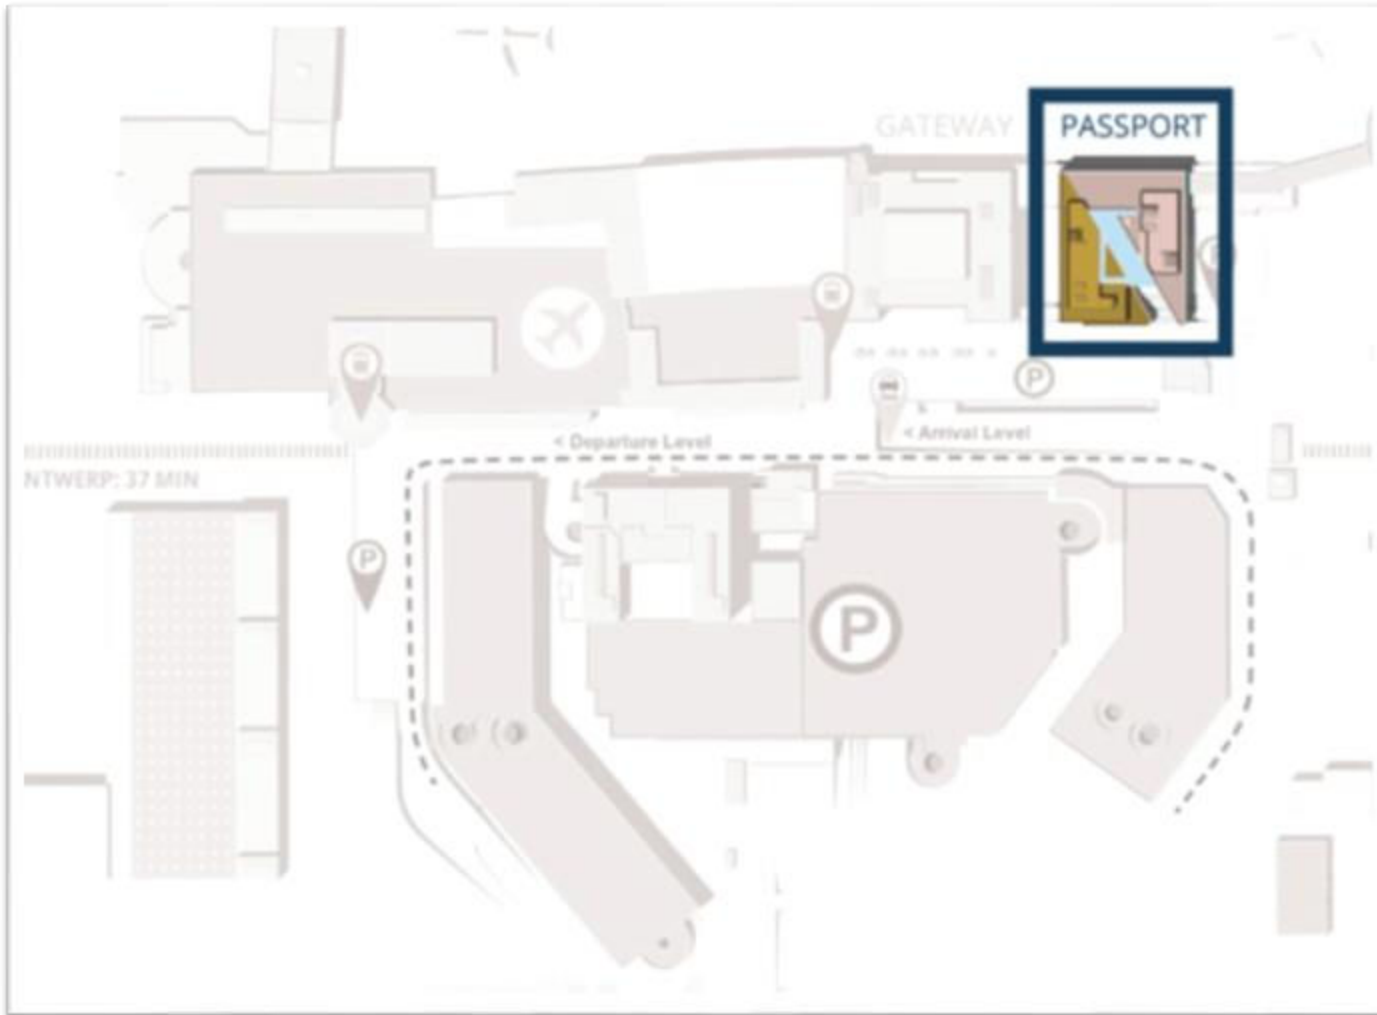 GATEWAY
PASSPORT
P
< Departure Level
< Arrival Level
NTWERP: 37 MIN
P
P